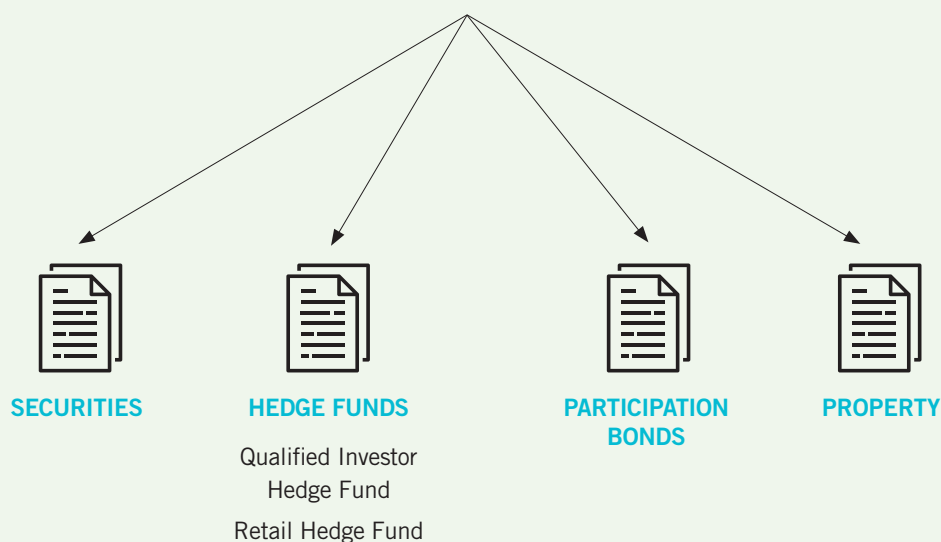 SECURITIES
HEDGE FUNDS
Qualified Investor
Hedge Fund
Retail Hedge Fund
PARTICIPATION
BONDS
PROPERTY